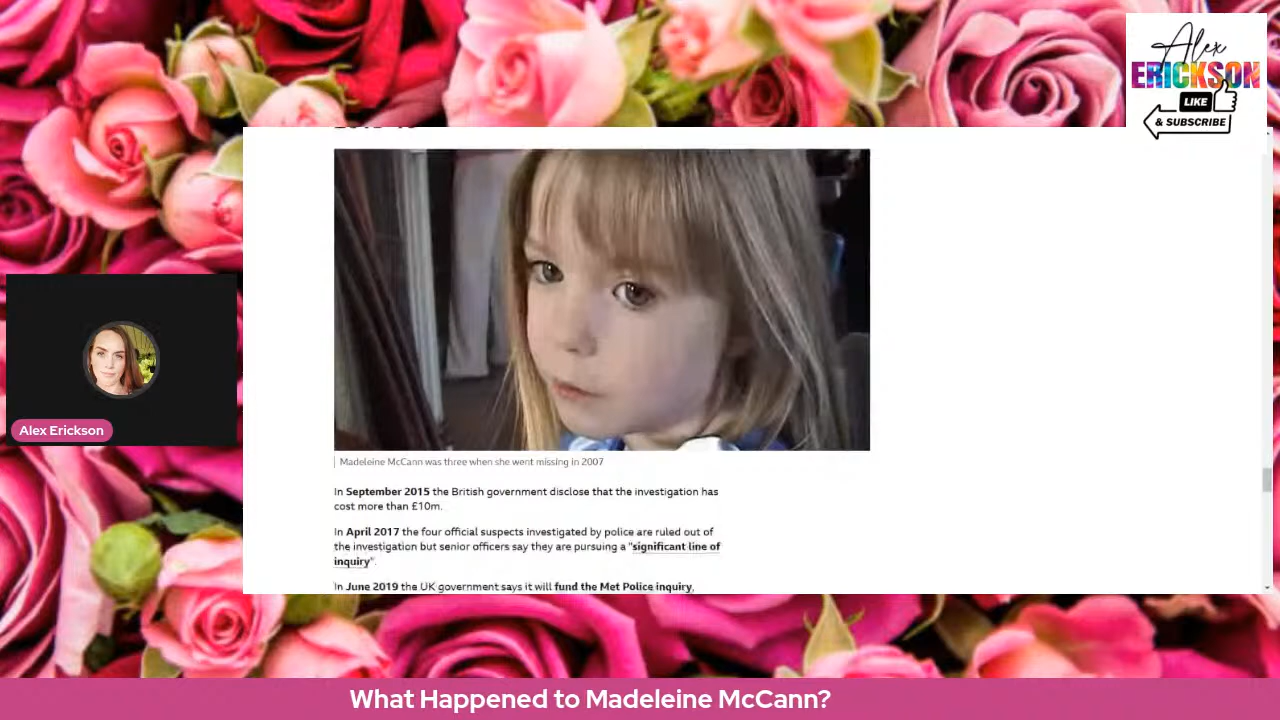 Alex
ERICKSON
LIKE
& SUBSCRIBE
Madeleine McCann was three when she went missing in 2007
In September 2015 the British government disclose that the investigation has
cost more than £10m.
In April 2017 the four official suspects investigated by police are ruled out of
the investigation but senior officers say they are pursuing a "significant line of
inquiry".
In June 2019 the UK government says it will fund the Met Police inquiry,
Alex Erickson
What Happened to Madeleine McCann?